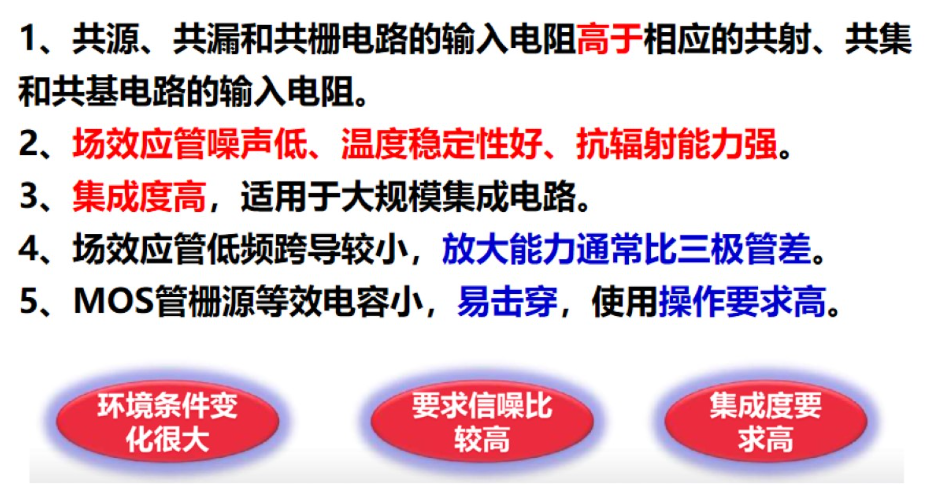 1、共源、共漏和共栅电路的输入电阻高于相应的共射、共集
和共基电路的输入电阻。
2、场效应管噪声低、温度稳定性好、抗辐射能力强。
3、集成度高，适用于大规模集成电路。
4、场效应管低频跨导较小，放大能力通常比三极管差。
5、MOS管栅源等效电容小，易击穿，使用操作要求高。
环境条件变
化很大
要求信噪比
较高
集成度要
求高